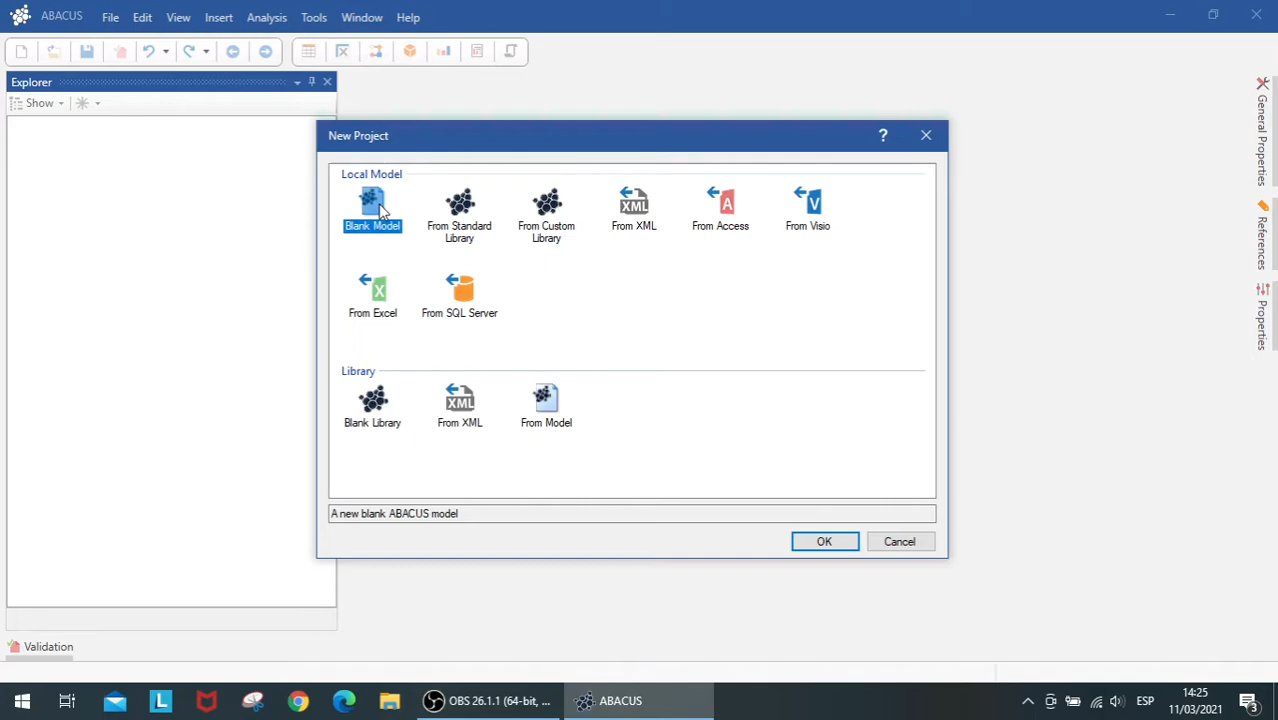 ABACUS File Edit View Insert Analysis Tools Window Help
Explorer
Show
New Project
?
Local Model
Blank Model
From Standard Library
From Custom Library
From XML
From Access
From Visio
From Excel
From SQL Server
Library
Blank Library
From XML
From Model
A new blank ABACUS model
OK Cancel
General Properties
References
Properties
Validation
OBS 26.1.1 (64-bit, ...
ABACUS
ESP
14:25
11/03/2021
3